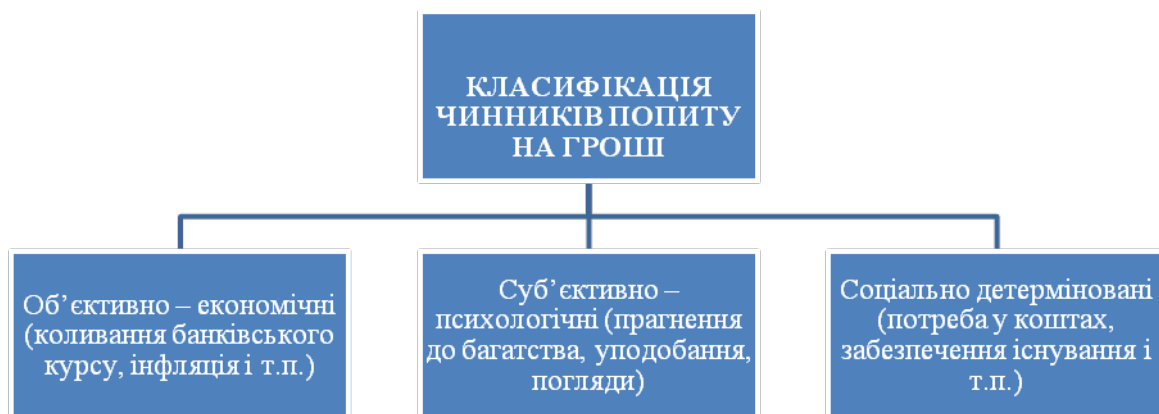 КЛАСИФІКАЦІЯ
ЧИННИКІВ ПОПИТУ
НА ГРОШІ
Об’єктивно – економічні
(коливання банківського
курсу, інфляція і т.п.)
Суб’єктивно –
психологічні (прагнення
до багатства, уподобання,
погляди)
Соціально детерміновані
(потреба у коштах,
забезпечення існування і
т.п.)